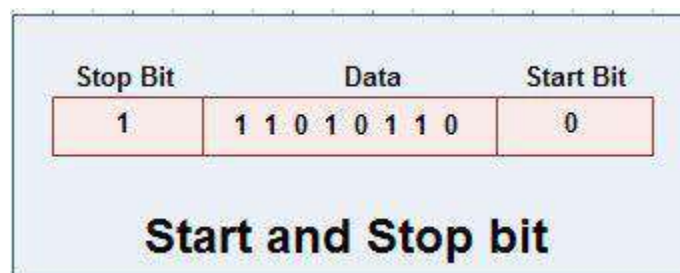 Stop Bit Data Start Bit
1 1 1 0 1 0 1 1 0 0
Start and Stop bit